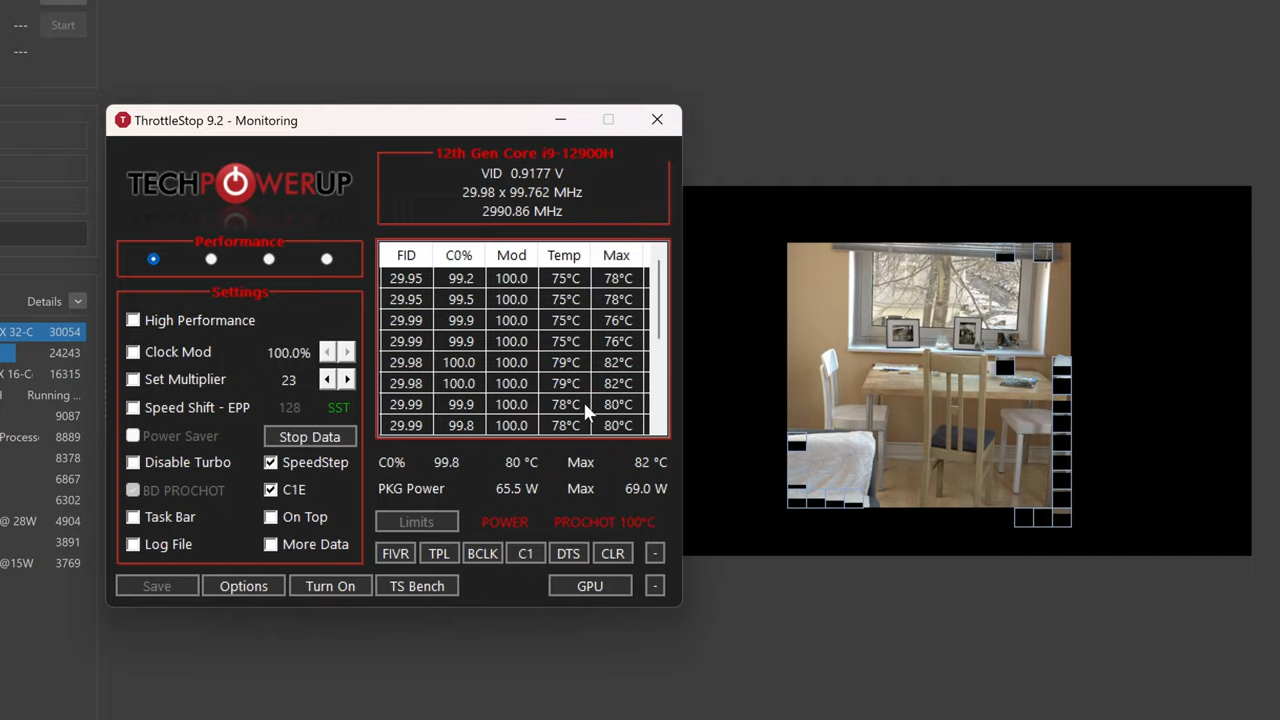 ---
Start
---
Details
X 32-C 30054
24243
X 16-C 16315
Running ...
9087
Processo 8889
8378
6867
6302
@ 28W 4904
3891
@15W 3769
ThrottleStop 9.2 - Monitoring
TECHPOWERUP
12th Gen Core i9-12900H
VID 0.9177 V
29.98 x 99.762 MHz
2990.86 MHz
Performance
Settings
High Performance
Clock Mod 100.0%
Set Multiplier 23
Speed Shift - EPP 128 SST
Power Saver Stop Data
Disable Turbo SpeedStep
BD PROCHOT C1E
Task Bar On Top
Log File More Data
FID C0% Mod Temp Max
29.95 99.2 100.0 75°C 78°C
29.95 99.5 100.0 75°C 78°C
29.99 99.9 100.0 75°C 76°C
29.99 99.9 100.0 75°C 76°C
29.98 100.0 100.0 79°C 82°C
29.98 100.0 100.0 79°C 82°C
29.99 99.9 100.0 78°C 80°C
29.99 99.8 100.0 78°C 80°C
C0% 99.8 80 °C Max 82 °C
PKG Power 65.5 W Max 69.0 W
Limits POWER PROCHOT 100°C
FIVR TPL BCLK C1 DTS CLR -
Save Options Turn On TS Bench GPU -